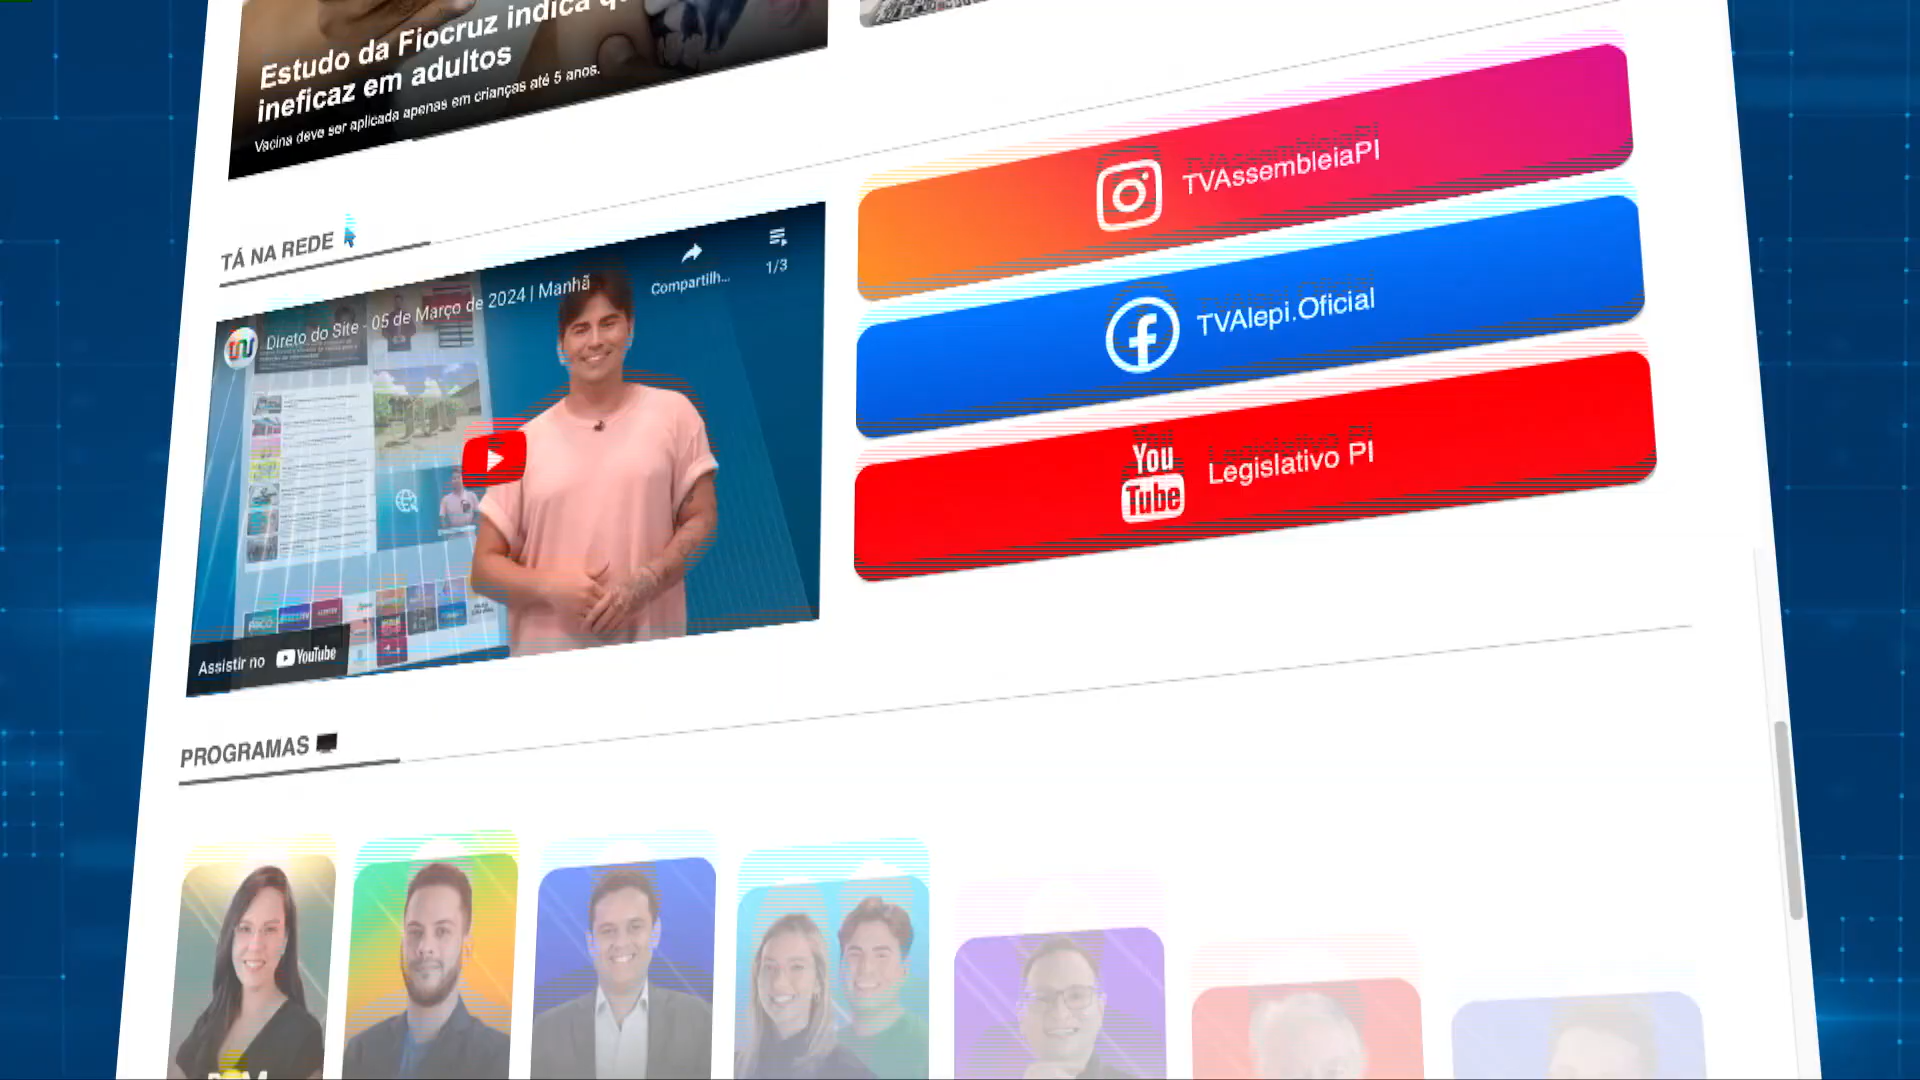 Estudo da Fiocruz indica
ineficaz em adultos
Vacina deve ser aplicada apenas em crianças até 5 anos.
TÁ NA REDE
Direto do Site - 05 de Março de 2024 | Manhã
Compartilh...
1/3
Assistir no YouTube
TVAssembleiaPI
TVAlepi.Oficial
You
Tube
Legislativo PI
PROGRAMAS